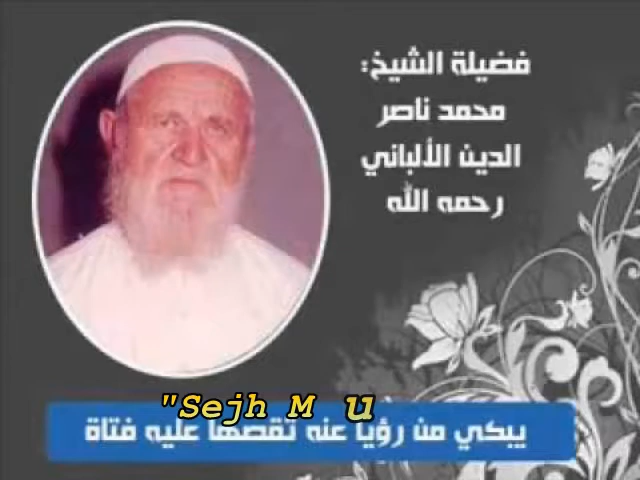 فضيلة الشيخ:
محمد ناصر
الدين الألباني
رحمه الله
"Sejh M u
يبكي من رؤيا عنه تقصها عليه فتاة